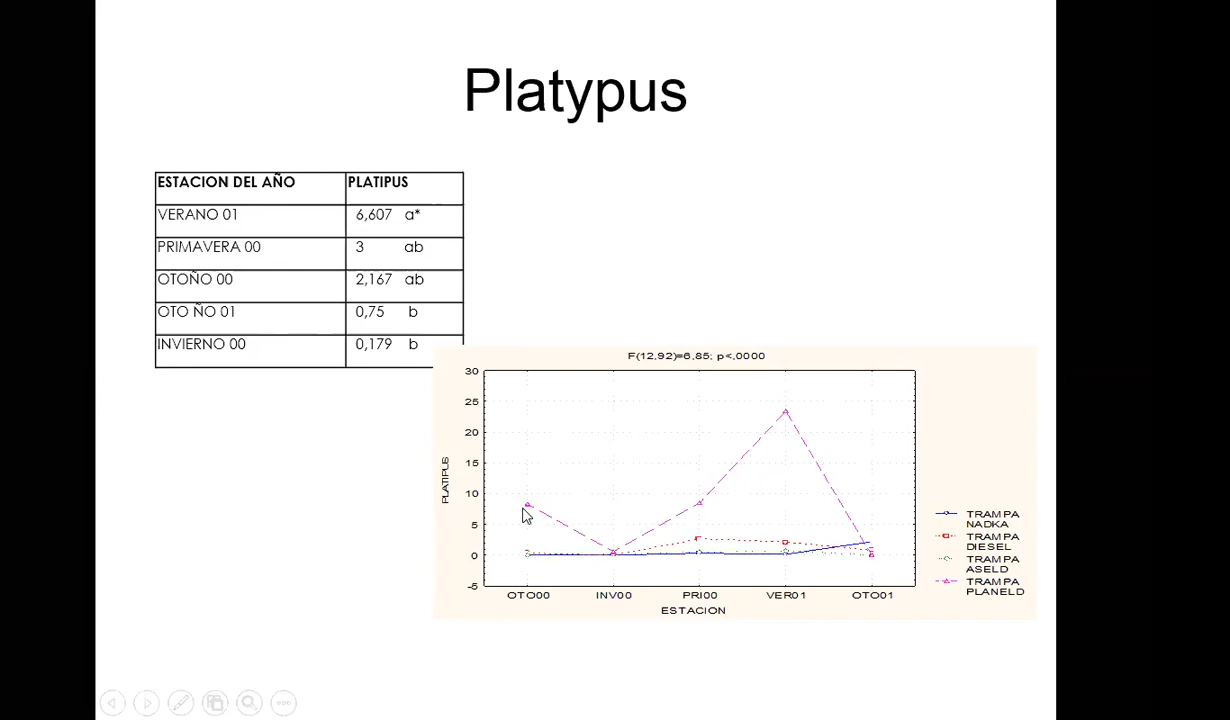 Platypus
ESTACION DEL AÑO PLATIPUS
VERANO 01 6,607 a*
PRIMAVERA 00 3 ab
OTOÑO 00 2,167 ab
OTO ÑO 01 0,75 b
INVIERNO 00 0,179 b
F(12,92)=6,85; p<,0000
30
25
20
15
10
5
0
-5
PLATIPUS
OTO00 INV00 PRI00 VER01 OTO01
ESTACION
TRAMPA
NADKA
TRAMPA
DIESEL
TRAMPA
ASELD
TRAMPA
PLANELD